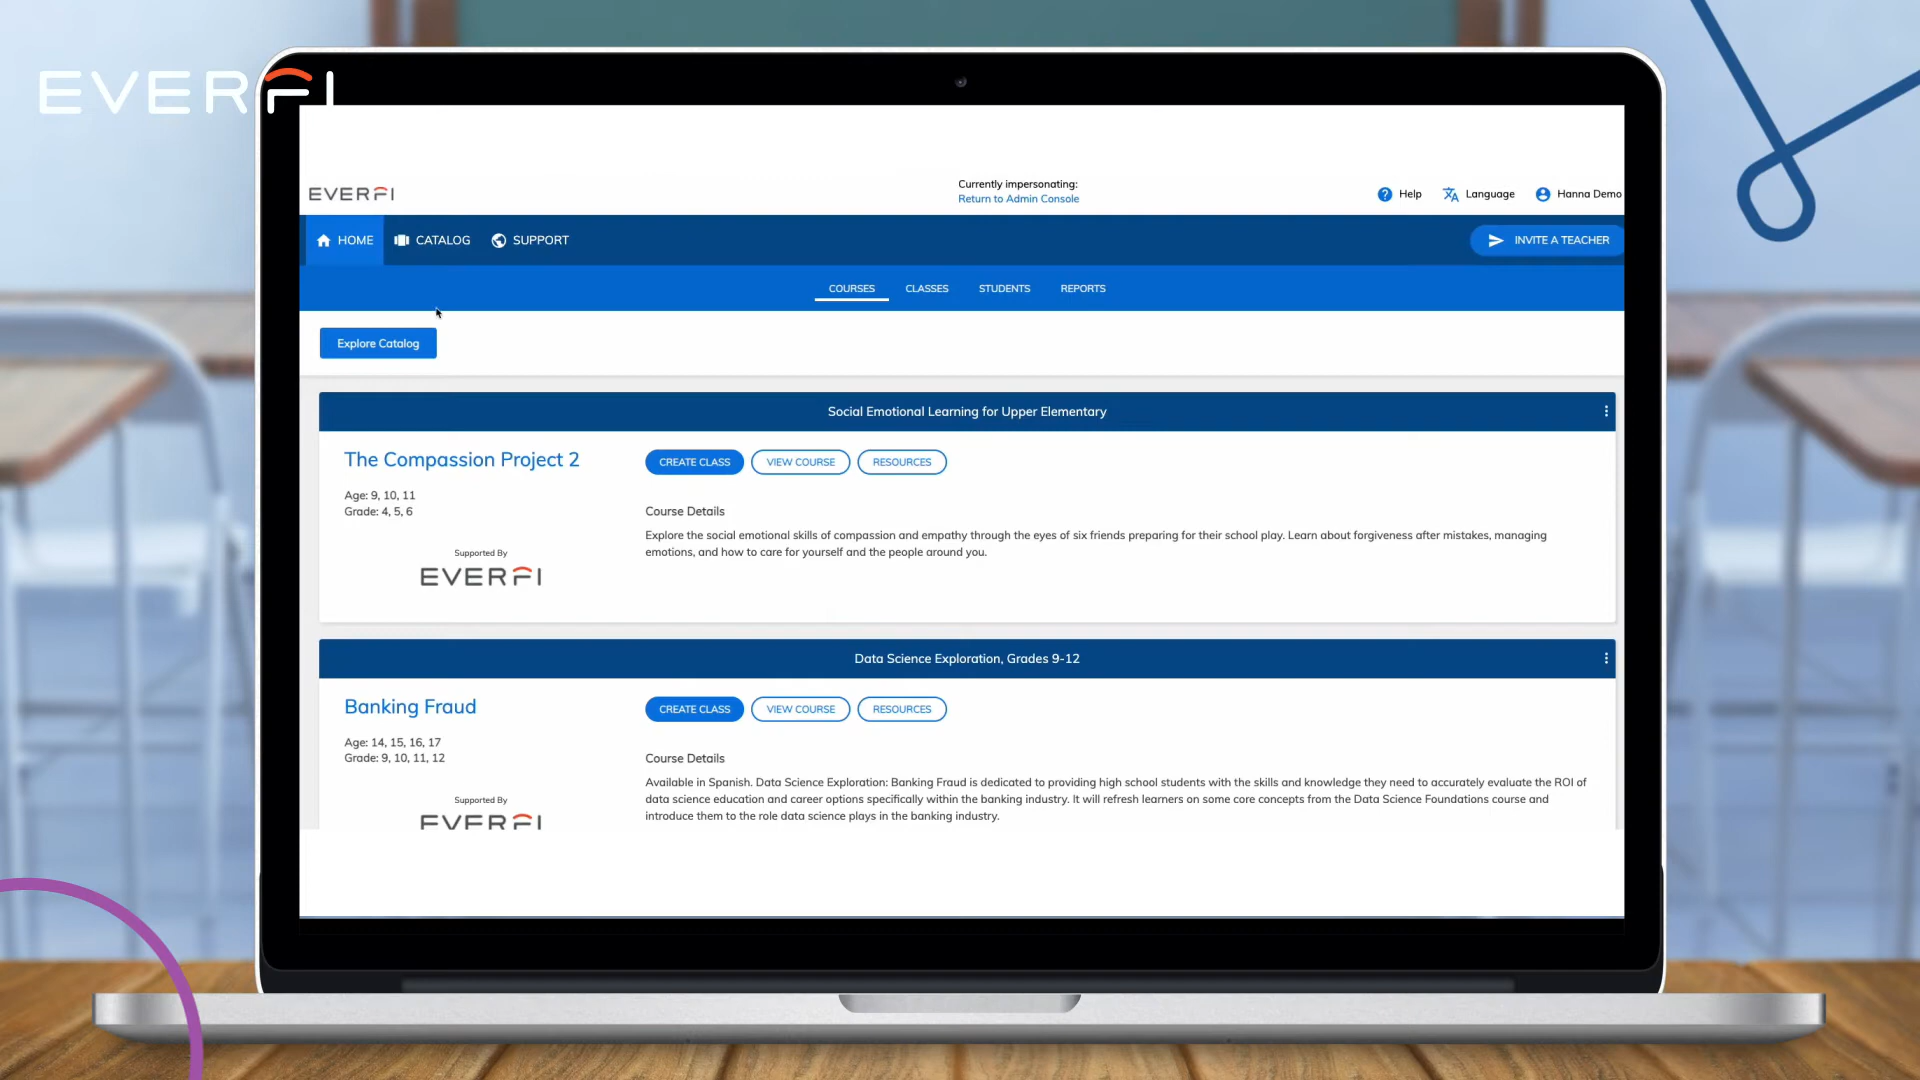 EVERFI
EVERFI
Currently impersonating:
Return to Admin Console
Help
Language
Hanna Demo
HOME
CATALOG
SUPPORT
INVITE A TEACHER
COURSES
CLASSES
STUDENTS
REPORTS
Explore Catalog
Social Emotional Learning for Upper Elementary
The Compassion Project 2
CREATE CLASS
VIEW COURSE
RESOURCES
Age: 9, 10, 11
Grade: 4, 5, 6
Course Details
Explore the social emotional skills of compassion and empathy through the eyes of six friends preparing for their school play. Learn about forgiveness after mistakes, managing
emotions, and how to care for yourself and the people around you.
Supported By
EVERFI
Data Science Exploration, Grades 9-12
Banking Fraud
CREATE CLASS
VIEW COURSE
RESOURCES
Age: 14, 15, 16, 17
Grade: 9, 10, 11, 12
Course Details
Available in Spanish. Data Science Exploration: Banking Fraud is dedicated to providing high school students with the skills and knowledge they need to accurately evaluate the ROI of
data science education and career options specifically within the banking industry. It will refresh learners on some core concepts from the Data Science Foundations course and
introduce them to the role data science plays in the banking industry.
Supported By
EVERFI